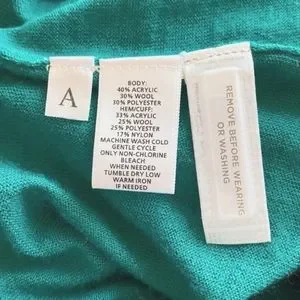 A
BODY:
40% ACRYLIC
30% WOOL
30% POLYESTER
HEM/CUFF:
33% ACRYLIC
25% WOOL
25% POLYESTER
17% NYLON
MACHINE WASH COLD
GENTLE CYCLE
ONLY NON-CHLORINE
BLEACH
WHEN NEEDED
TUMBLE DRY LOW
WARM IRON
IF NEEDED
REMOVE BEFORE WEARING
OR WASHING